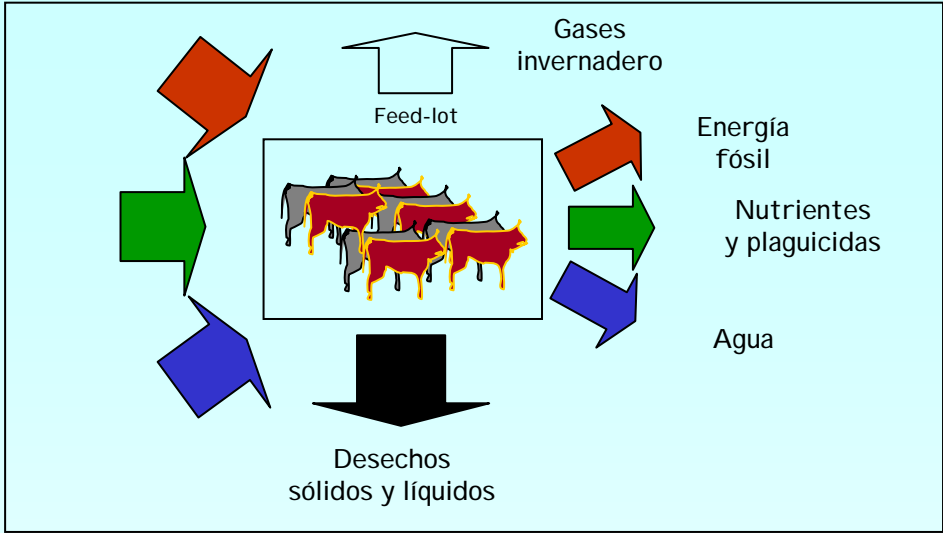 Gases
invernadero
Feed-lot
Energía
fósil
Nutrientes
y plaguicidas
Agua
Desechos
sólidos y líquidos